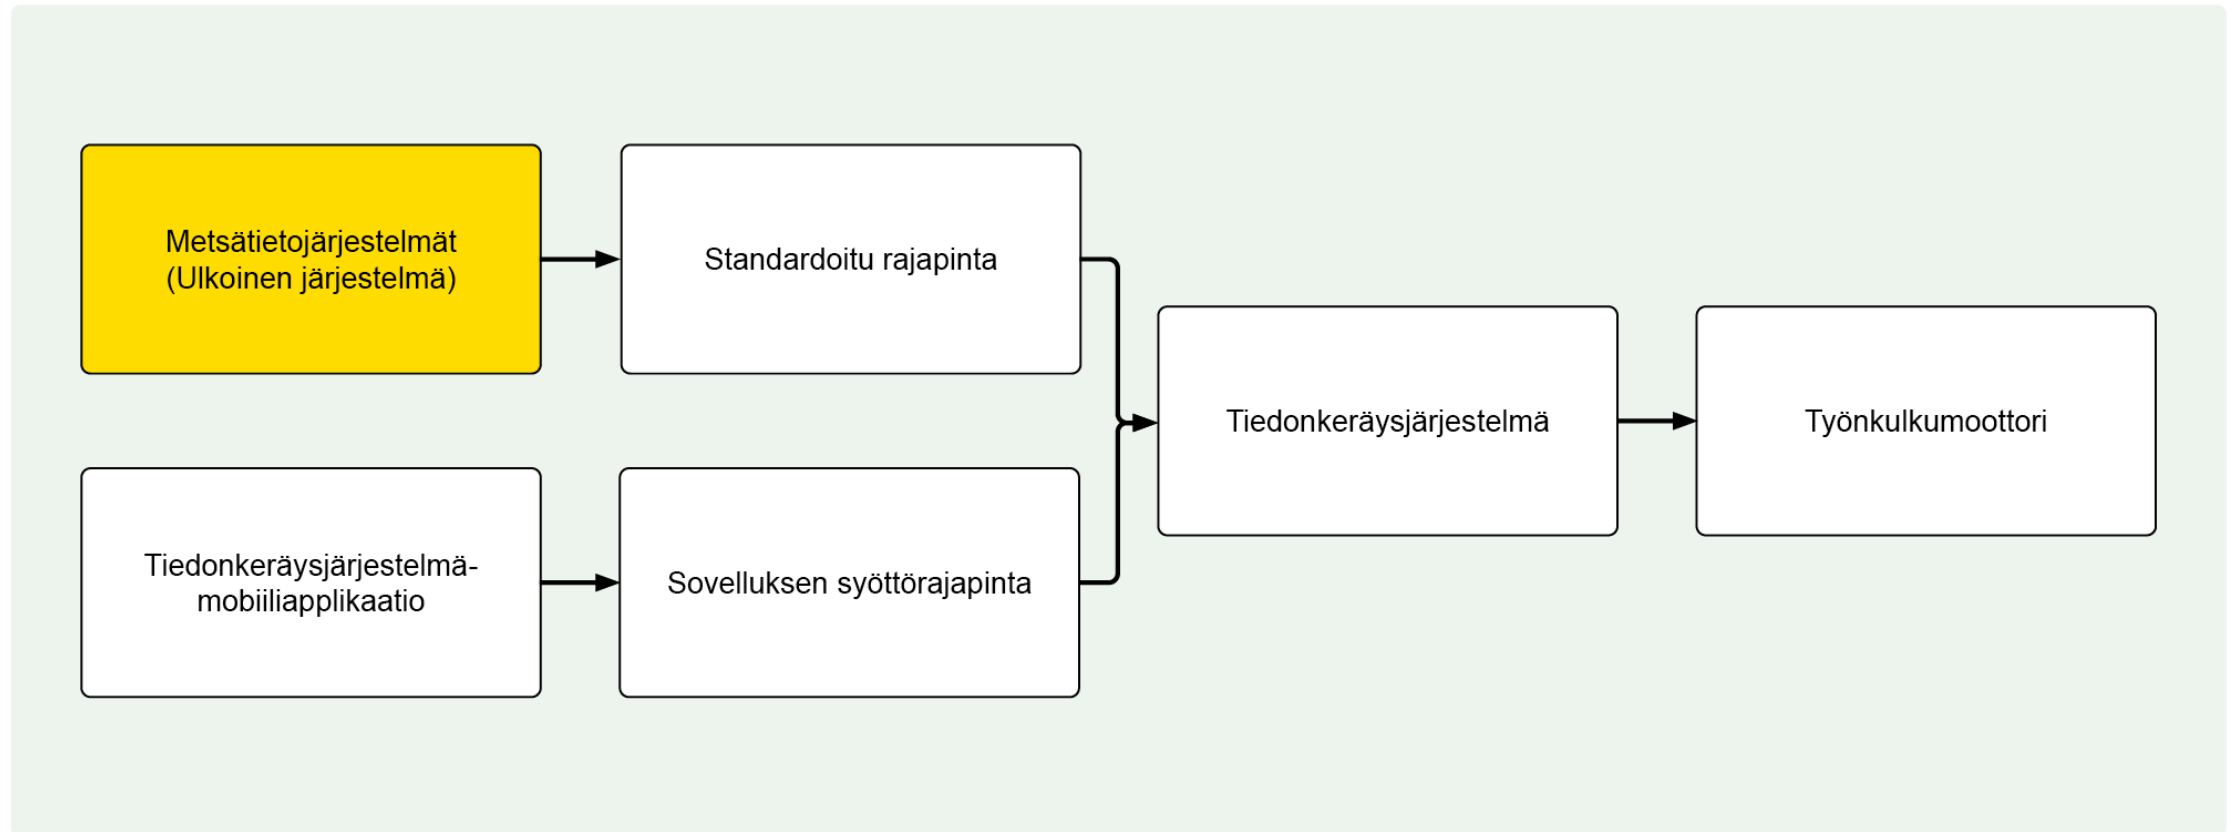 Metsätietojärjestelmät
(Ulkoinen järjestelmä)
Standardoitu rajapinta
Tiedonkeräysjärjestelmä-
mobiiliapplikaatio
Sovelluksen syöttörajapinta
Tiedonkeräysjärjestelmä
Työnkulkumoottori